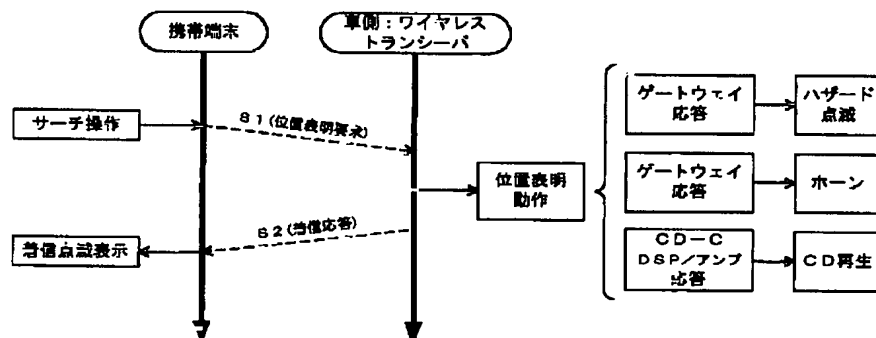 携帯端末
車側：ワイヤレス
トランシーバ
サーチ操作
S1(位置表明要求)
位置表明
動作
S2(着信応答)
着信点滅表示
ゲートウェイ
応答
ハザード
点滅
ゲートウェイ
応答
ホーン
CD－C
DSP／アンプ
応答
CD再生